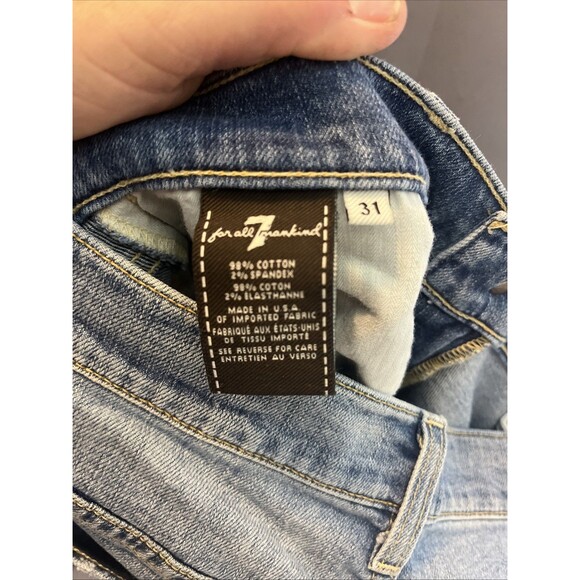 7
for all mankind
31
98% COTTON
2% SPANDEX
98% COTON
2% ELASTHANNE
MADE IN U.S.A.
OF IMPORTED FABRIC
FABRIQUÉ AUX ÉTATS-UNIS
DE TISSU IMPORTÉ
SEE REVERSE FOR CARE
ENTRETIEN AU VERSO